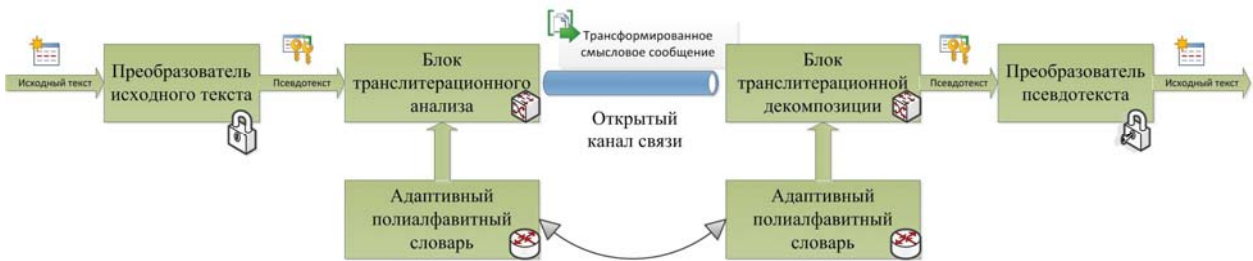 Исходный текст
Преобразователь
исходного текста
Псевдотекст
Блок
транслитерационного
анализа
Трансформированное
смысловое сообщение
Открытый
канал связи
Блок
транслитерационной
декомпозиции
Псевдотекст
Преобразователь
псевдотекста
Исходный текст
Адаптивный
полиалфавитный
словарь
Адаптивный
полиалфавитный
словарь